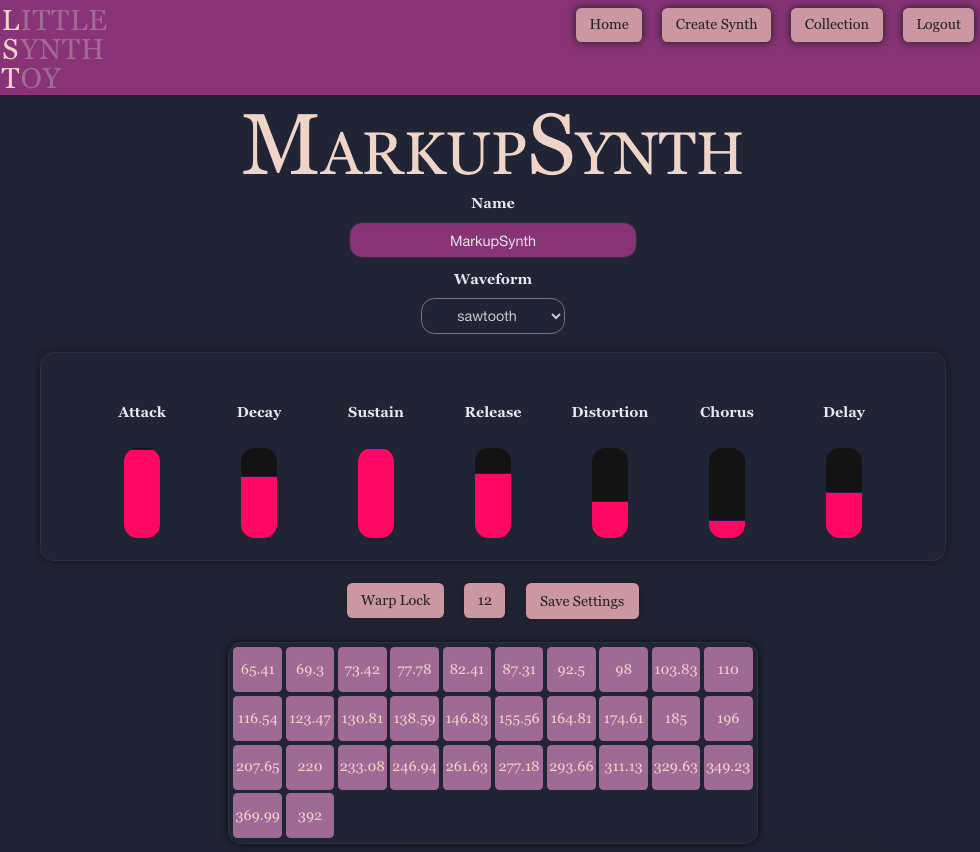 LITTLE
SYNTH
TOY
Home Create Synth Collection Logout
MarkupSynth
Name
MarkupSynth
Waveform
sawtooth
Attack Decay Sustain Release Distortion Chorus Delay
Warp Lock 12 Save Settings
65.41 69.3 73.42 77.78 82.41 87.31 92.5 98 103.83 110
116.54 123.47 130.81 138.59 146.83 155.56 164.81 174.61 185 196
207.65 220 233.08 246.94 261.63 277.18 293.66 311.13 329.63 349.23
369.99 392